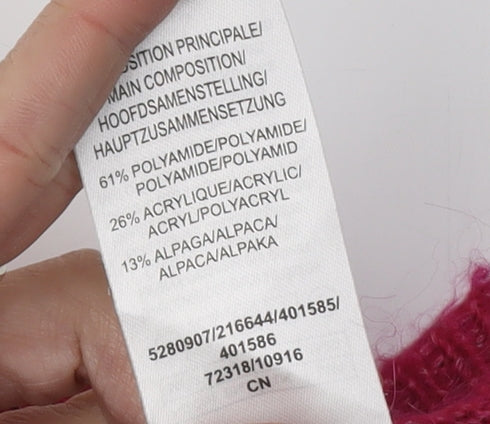 PRINCIPALE/
MAIN COMPOSITION/
HOOFDSAMENSTELLING/
HAUPTZUSAMMENSETZUNG
61% POLYAMIDE/POLYAMIDE/
POLYAMIDE/POLYAMID
26% ACRYLIQUE/ACRYLIC/
ACRYL/POLYACRYL
13% ALPAGA/ALPACA/
ALPACA/ALPAKA
5280907/216644/401585/
401586
72318/10916
CN